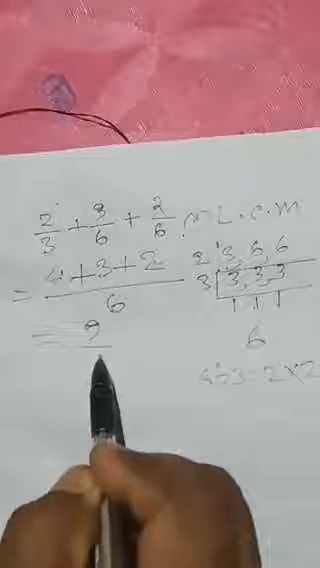 2/3 + 3/6 + 2/6 L.C.M
= 4+3+2/6
= 9
2 3, 6, 6
3 3, 3, 3
1 1 1
6